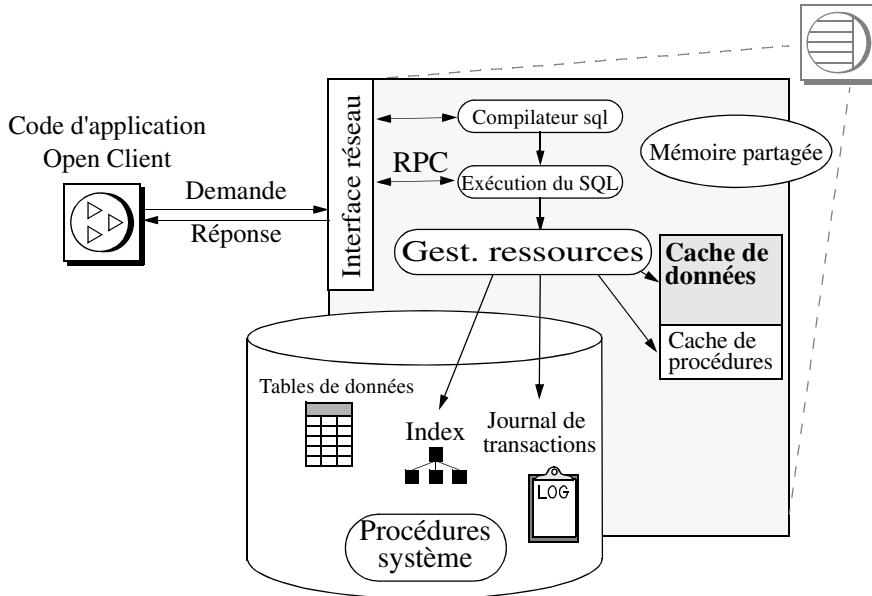 Code d'application
Open Client
Demande
Réponse
Interface réseau
RPC
Compilateur sql
Exécution du SQL
Gest. ressources
Mémoire partagée
Cache de
données
Cache de
procédures
Tables de données
Index
Journal de
transactions
LOG
Procédures
système